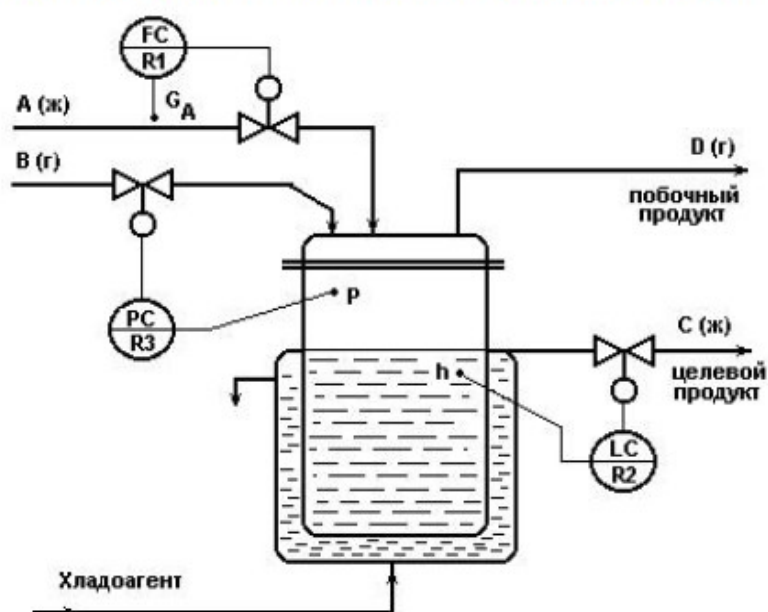 FC
R1
A (ж)
G A
B (г)
D (г)
побочный
продукт
P
PC
R3
C (ж)
h
целевой
продукт
LC
R2
Хладоагент